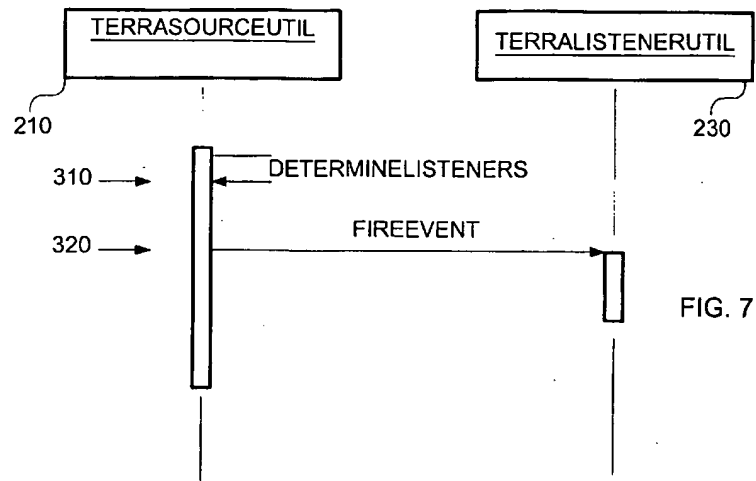 TERRASOURCEUTIL
TERRALISTENERUTIL
210
230
310
DETERMINELISTENERS
320
FIREEVENT
FIG. 7